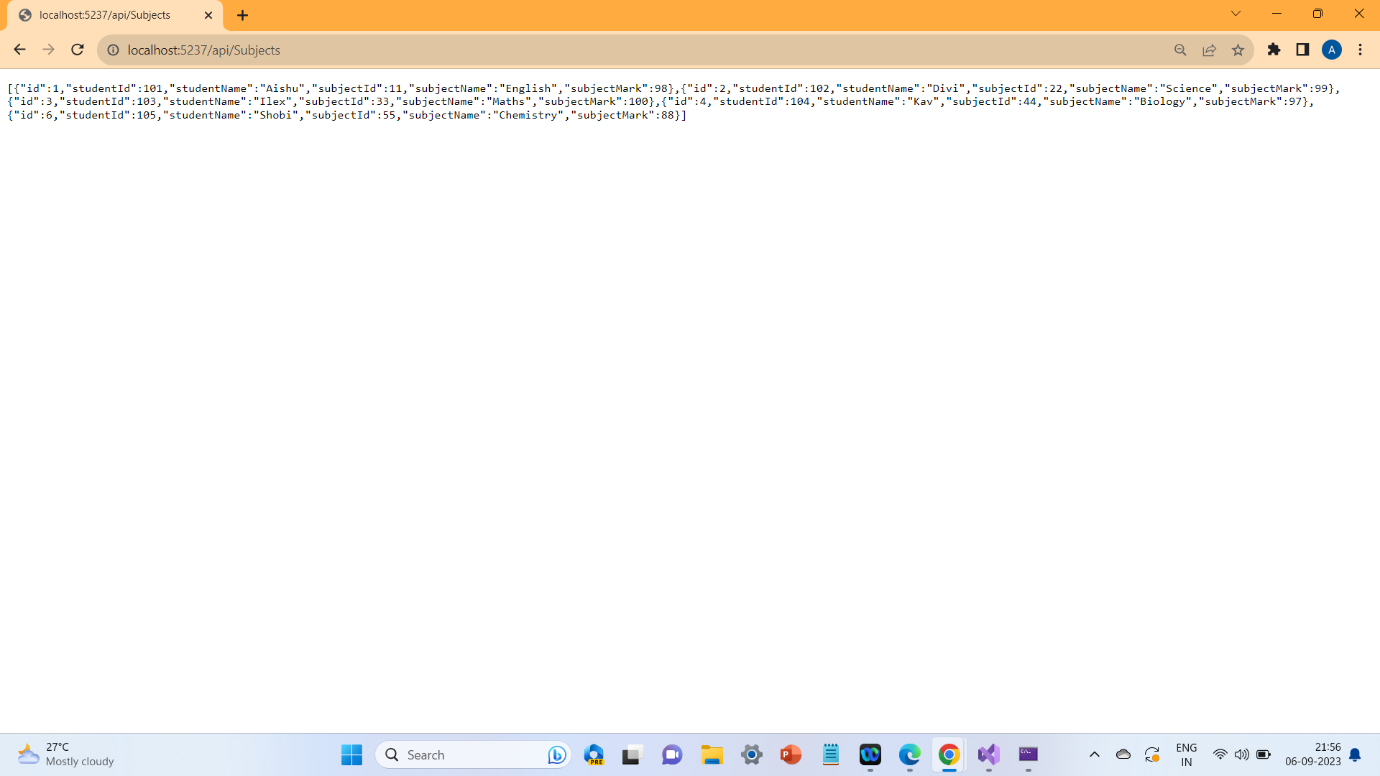 localhost:5237/api/Subjects
localhost:5237/api/Subjects
A
[{"id":1,"studentId":101,"studentName":"Aishu","subjectId":11,"subjectName":"English","subjectMark":98},{"id":2,"studentId":102,"studentName":"Divi","subjectId":22,"subjectName":"Science","subjectMark":99},
{"id":3,"studentId":103,"studentName":"Ilex","subjectId":33,"subjectName":"Maths","subjectMark":100},{"id":4,"studentId":104,"studentName":"Kav","subjectId":44,"subjectName":"Biology","subjectMark":97},
{"id":6,"studentId":105,"studentName":"Shobi","subjectId":55,"subjectName":"Chemistry","subjectMark":88}]
27°C
Mostly cloudy
Search
PRE
P
ENG
IN
21:56
06-09-2023